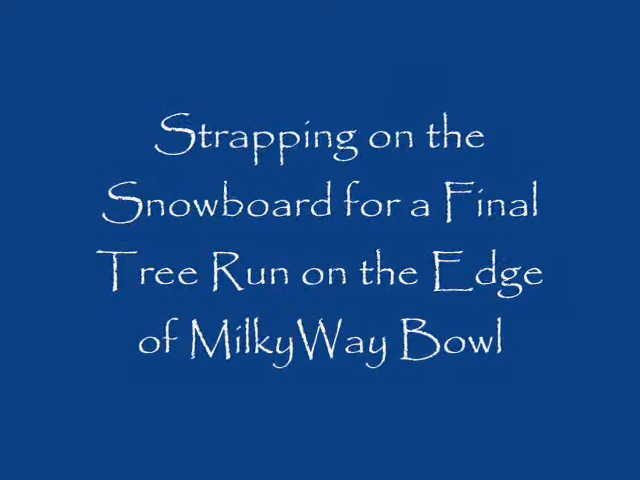 Strapping on the
Snowboard for a Final
Tree Run on the Edge
of MilkyWay Bowl